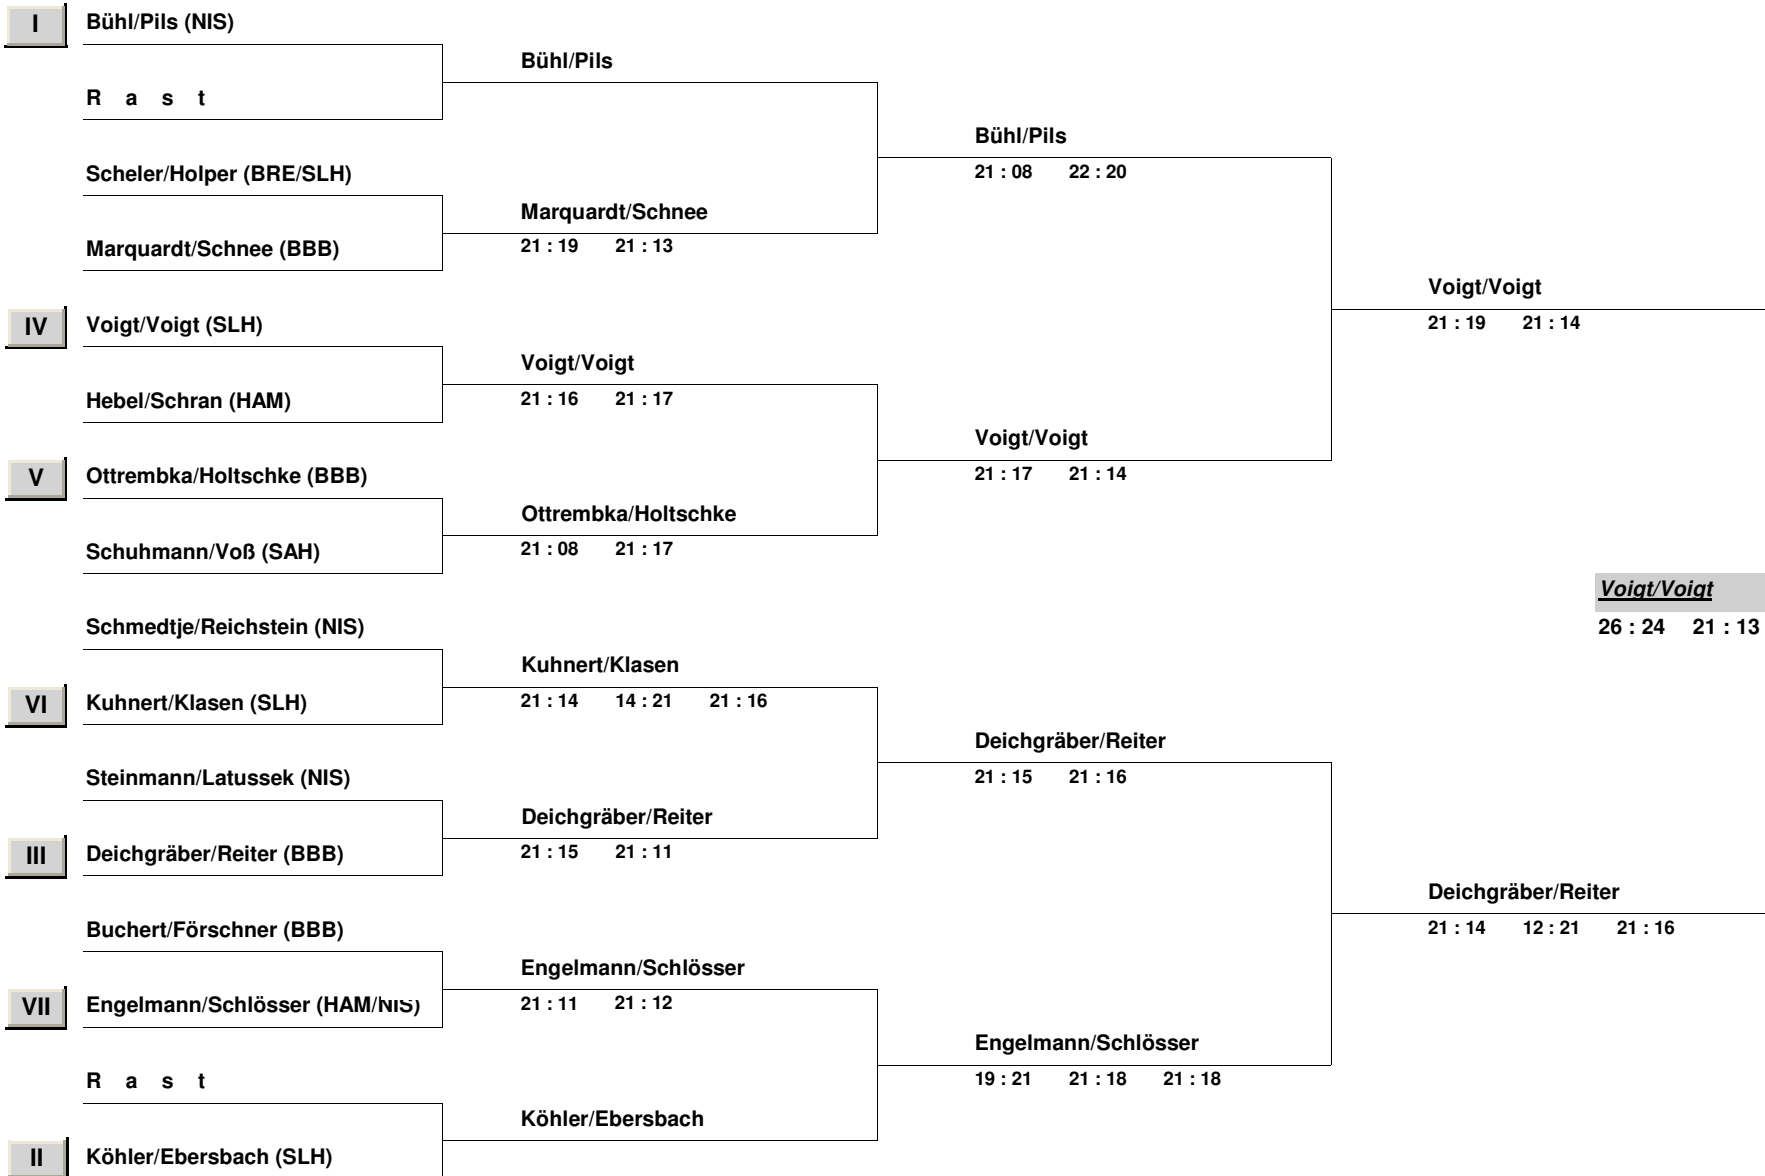 I Bühl/Pils (NIS)
Bühl/Pils
R a s t
Bühl/Pils
21 : 08 22 : 20
Scheler/Holper (BRE/SLH)
Marquardt/Schnee
21 : 19 21 : 13
Marquardt/Schnee (BBB)
Voigt/Voigt
21 : 19 21 : 14
IV Voigt/Voigt (SLH)
Voigt/Voigt
21 : 16 21 : 17
Hebel/Schran (HAM)
Voigt/Voigt
21 : 17 21 : 14
V Ottrembka/Holtschke (BBB)
Ottrembka/Holtschke
21 : 08 21 : 17
Schuhmann/Voß (SAH)
Voigt/Voigt
26 : 24 21 : 13
Schmedtje/Reichstein (NIS)
Kuhnert/Klasen
21 : 14 14 : 21 21 : 16
VI Kuhnert/Klasen (SLH)
Deichgräber/Reiter
21 : 15 21 : 16
Steinmann/Latussek (NIS)
Deichgräber/Reiter
21 : 15 21 : 11
III Deichgräber/Reiter (BBB)
Deichgräber/Reiter
21 : 14 12 : 21 21 : 16
Buchert/Förschner (BBB)
Engelmann/Schlösser
21 : 11 21 : 12
VII Engelmann/Schlösser (HAM/NIS)
Engelmann/Schlösser
19 : 21 21 : 18 21 : 18
R a s t
Köhler/Ebersbach
II Köhler/Ebersbach (SLH)